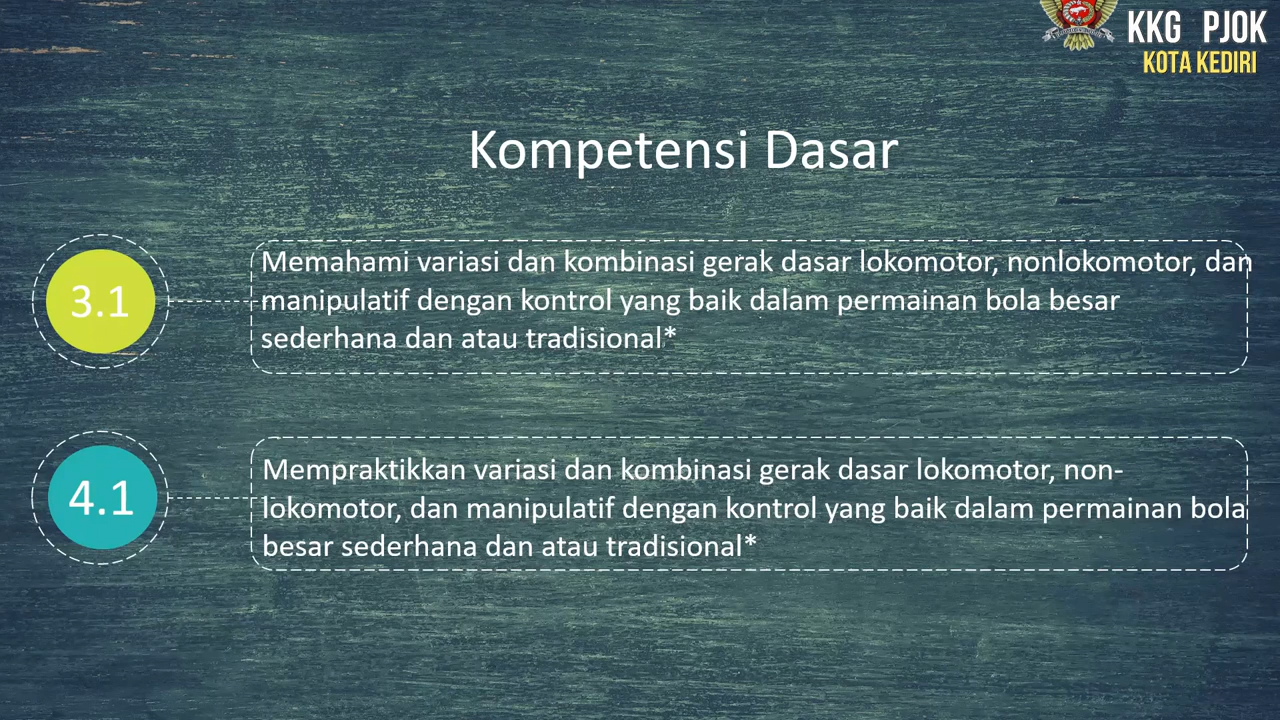 KKG PJOK
KOTA KEDIRI
Kompetensi Dasar
3.1
Memahami variasi dan kombinasi gerak dasar lokomotor, nonlokomotor, dan
manipulatif dengan kontrol yang baik dalam permainan bola besar
sederhana dan atau tradisional*
4.1
Mempraktikkan variasi dan kombinasi gerak dasar lokomotor, non-
lokomotor, dan manipulatif dengan kontrol yang baik dalam permainan bola
besar sederhana dan atau tradisional*